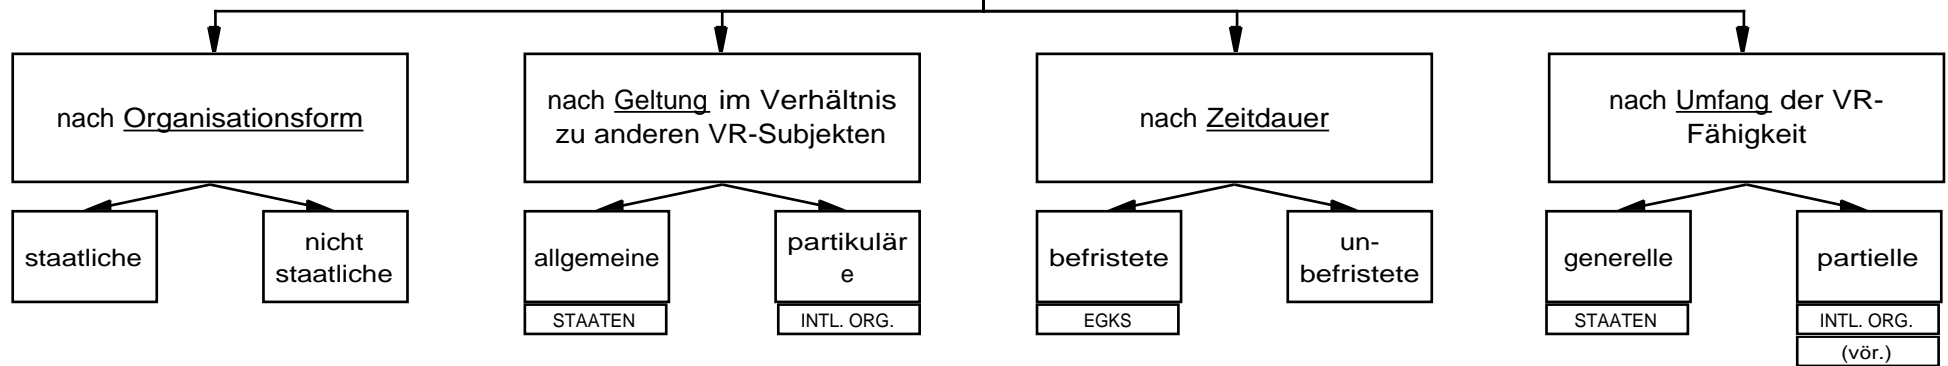 nach Organisationsform
nach Geltung im Verhältnis
zu anderen VR-Subjekten
nach Zeitdauer
nach Umfang der VR-
Fähigkeit
staatliche
nicht
staatliche
allgemeine
partikulär
e
befristete
un-
befristete
generelle
partielle
STAATEN
INTL. ORG.
EGKS
STAATEN
INTL. ORG.
(vör.)